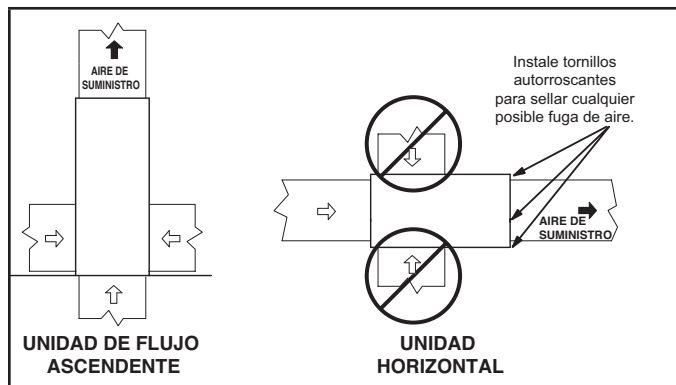 AIRE DE
SUMINISTRO
UNIDAD DE FLUJO
ASCENDENTE
Instale tornillos
autorroscantes
para sellar cualquier
posible fuga de aire.
AIRE DE
SUMINISTRO
UNIDAD
HORIZONTAL